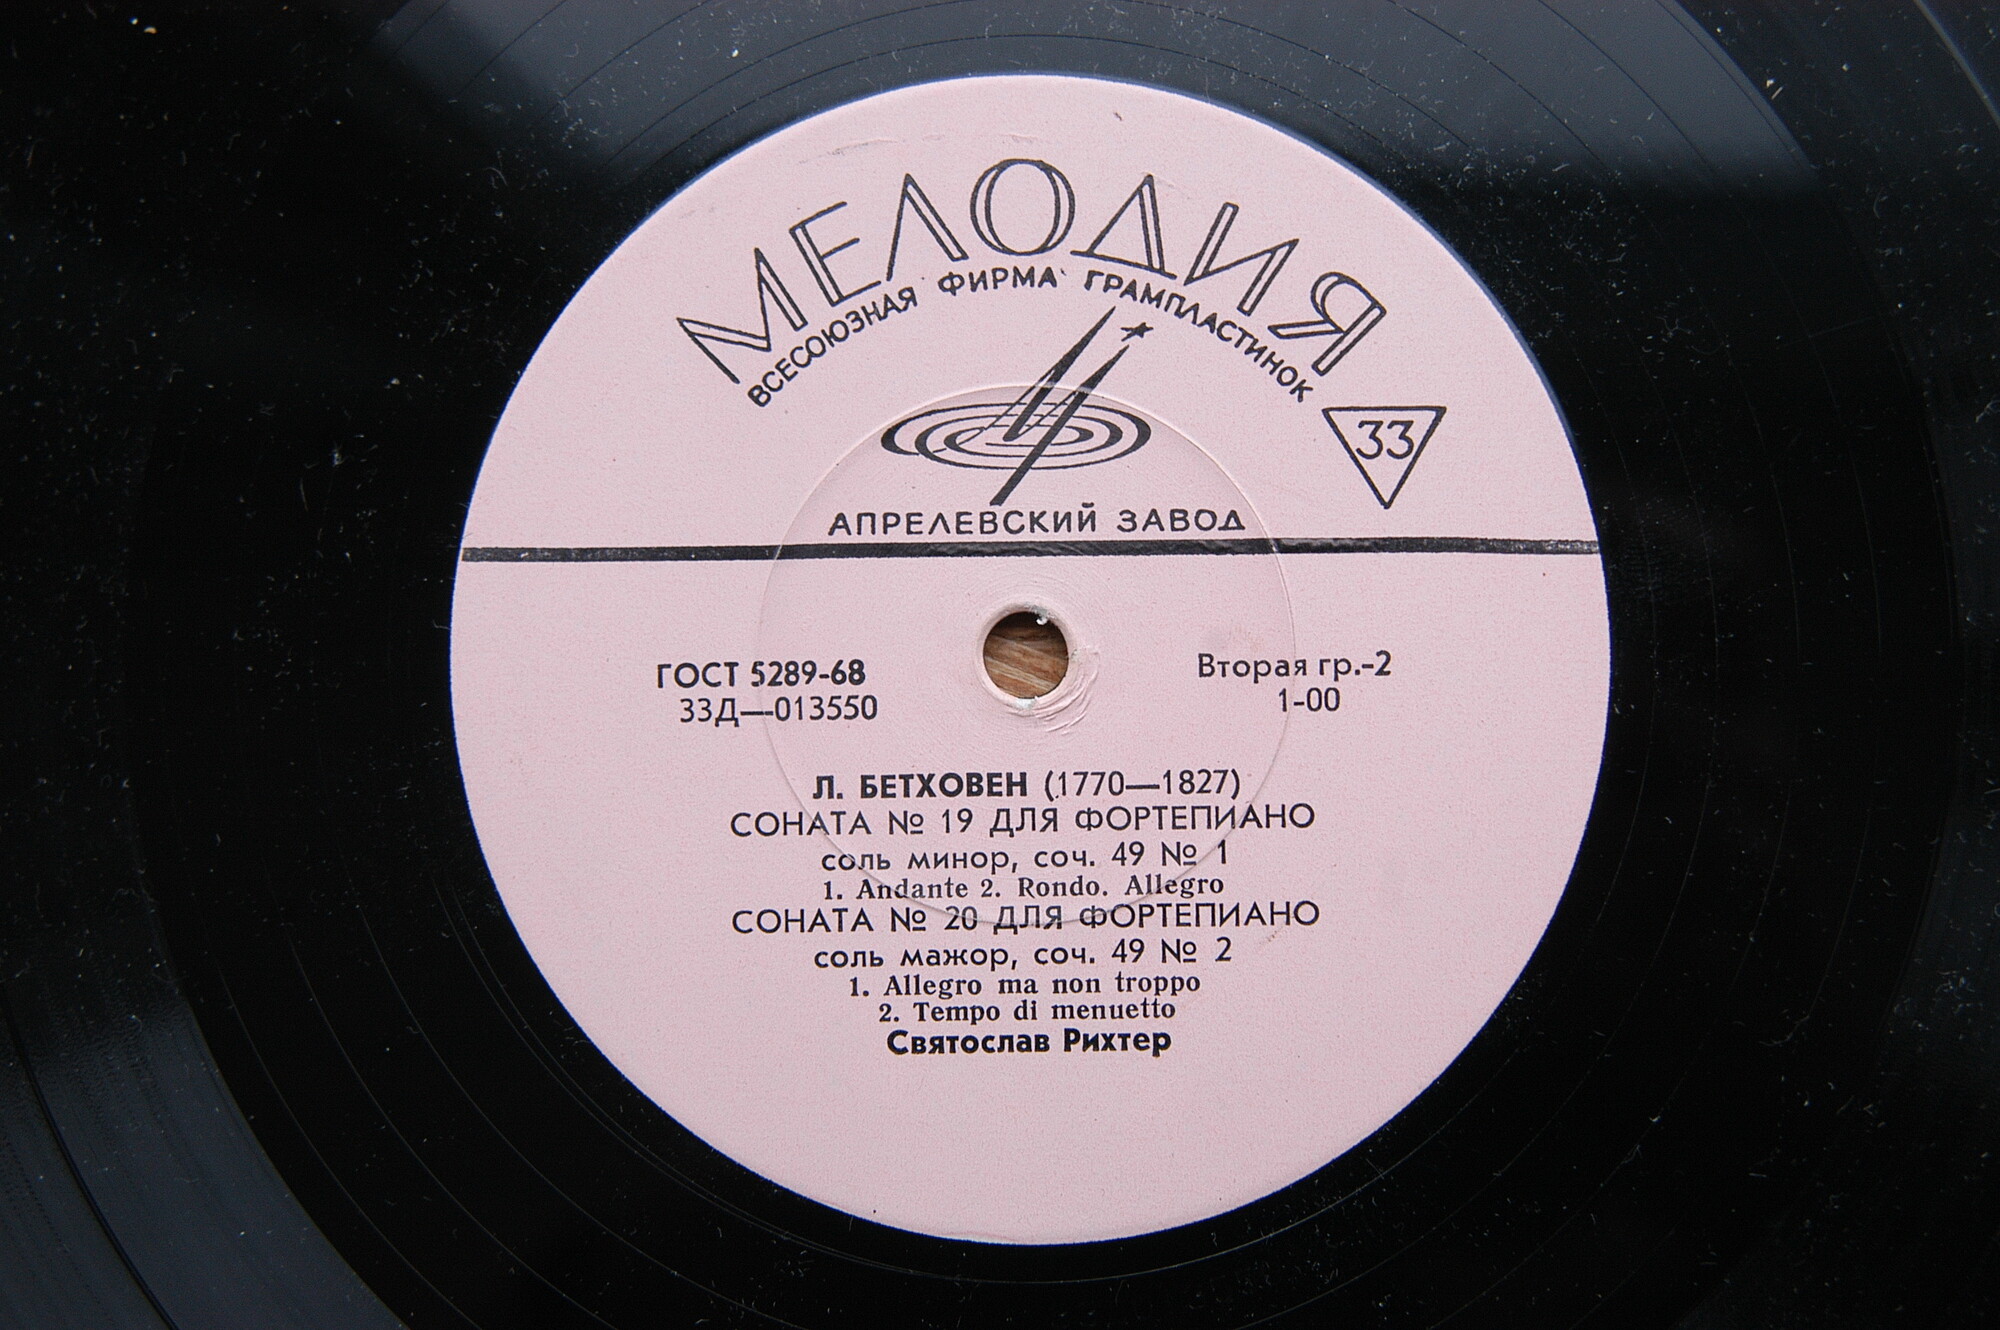 МЕЛОДИЯ
ВСЕСОЮЗНАЯ ФИРМА ГРАМПЛАСТИНОК
33
АПРЕЛЕВСКИЙ ЗАВОД
ГОСТ 5289-68
33Д—013550
Вторая гр.-2
1-00
Л. БЕТХОВЕН (1770—1827)
СОНАТА № 19 ДЛЯ ФОРТЕПИАНО
соль минор, соч. 49 № 1
1. Andante 2. Rondo. Allegro
СОНАТА № 20 ДЛЯ ФОРТЕПИАНО
соль мажор, соч. 49 № 2
1. Allegro ma non troppo
2. Tempo di menuetto
Святослав Рихтер